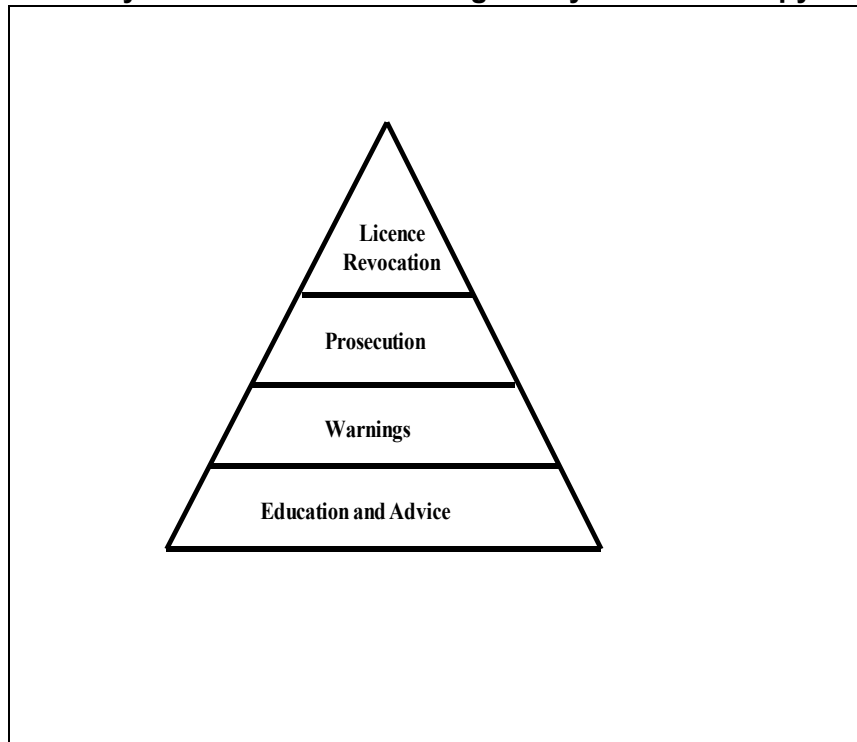 Licence
Revocation
Prosecution
Warnings
Education and Advice